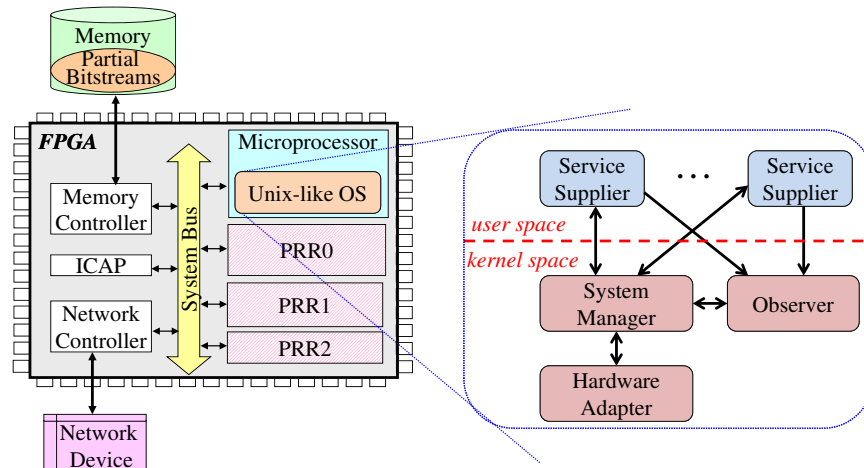 Memory
Partial
Bitstreams
FPGA
Microprocessor
Unix-like OS
Memory
Controller
System Bus
ICAP
PRR0
Network
Controller
PRR1
PRR2
Network
Device
Service
Supplier
...
Service
Supplier
user space
kernel space
System
Manager
Observer
Hardware
Adapter